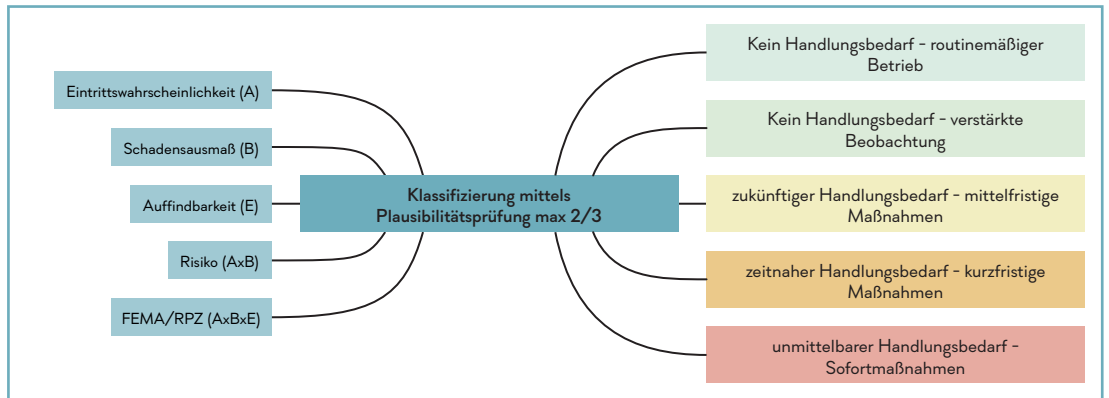 Eintrittswahrscheinlichkeit (A)
Schadensausmaß (B)
Auffindbarkeit (E)
Risiko (AxB)
FEMA/RPZ (AxBxE)
Klassifizierung mittels
Plausibilitätsprüfung max 2/3
Kein Handlungsbedarf - routinemäßiger
Betrieb
Kein Handlungsbedarf - verstärkte
Beobachtung
zukünftiger Handlungsbedarf - mittelfristige
Maßnahmen
zeitnaher Handlungsbedarf - kurzfristige
Maßnahmen
unmittelbarer Handlungsbedarf -
Sofortmaßnahmen